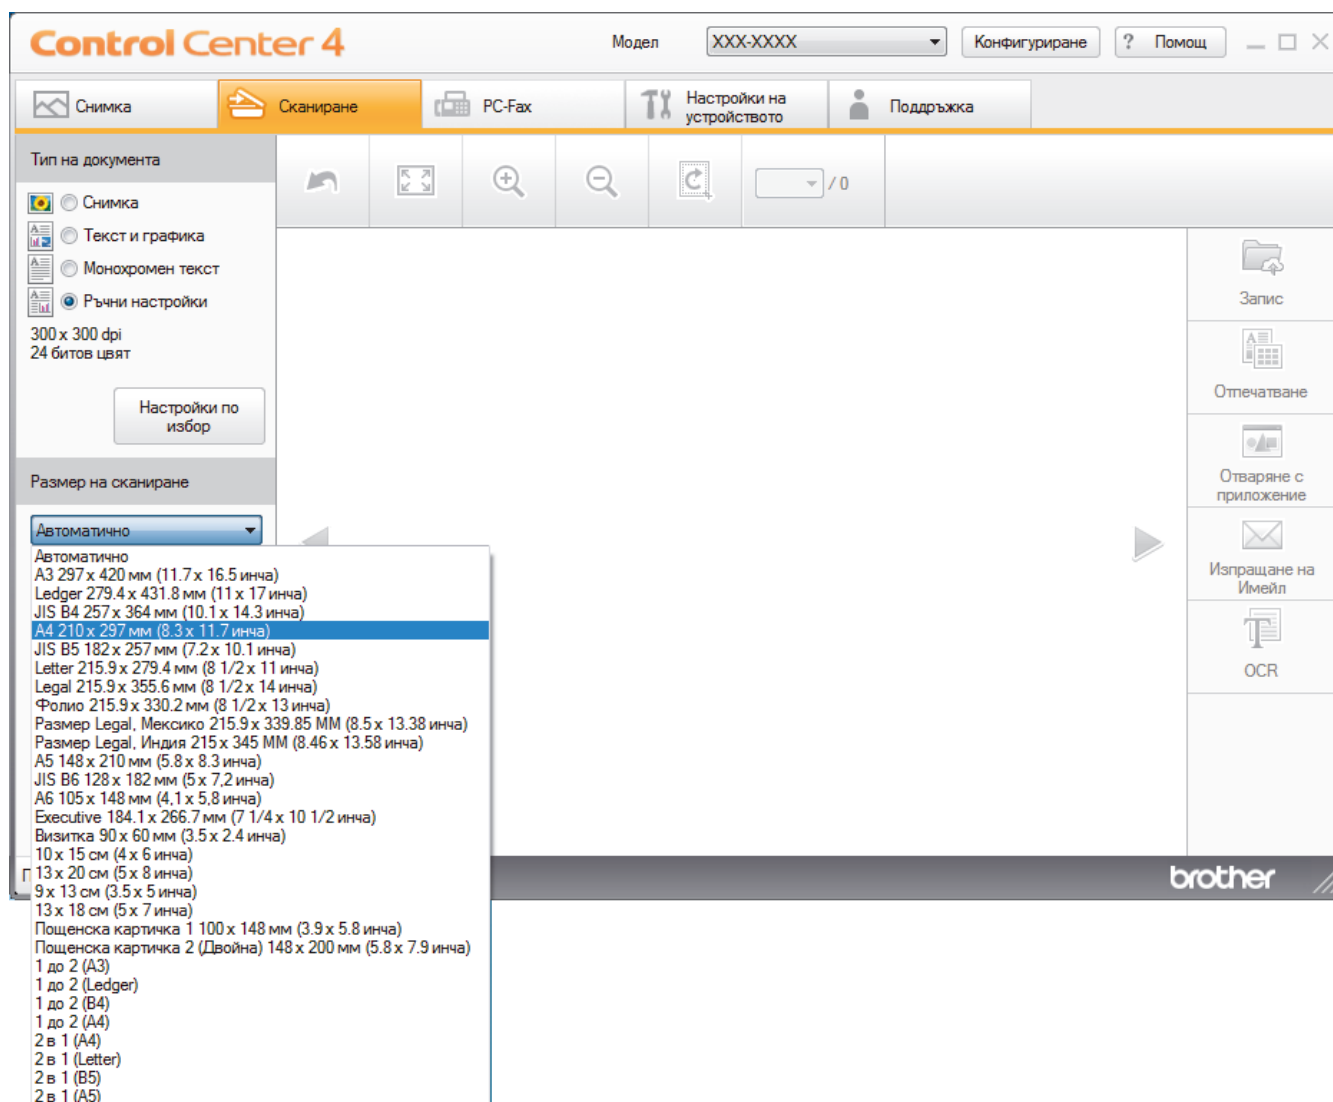 Control Center 4
Модел
XXX-XXXX
Конфигуриране
? Помощ
Снимка
Сканиране
PC-Fax
Настройки на
устройството
Поддръжка
Тип на документа
/ 0
Снимка
Текст и графика
Монохромен текст
Ръчни настройки
300 x 300 dpi
24 битов цвят
Настройки по
избор
Размер на сканиране
Автоматично
Автоматично
A3 297 x 420 мм (11.7 x 16.5 инча)
Ledger 279.4 x 431.8 мм (11 x 17 инча)
JIS B4 257 x 364 мм (10.1 x 14.3 инча)
A4 210 x 297 мм (8.3 x 11.7 инча)
JIS B5 182 x 257 мм (7.2 x 10.1 инча)
Letter 215.9 x 279.4 мм (8 1/2 x 11 инча)
Legal 215.9 x 355.6 мм (8 1/2 x 14 инча)
Фолио 215.9 x 330.2 мм (8 1/2 x 13 инча)
Размер Legal, Мексико 215.9 x 339.85 ММ (8.5 x 13.38 инча)
Размер Legal, Индия 215 x 345 ММ (8.46 x 13.58 инча)
A5 148 x 210 мм (5.8 x 8.3 инча)
JIS B6 128 x 182 мм (5 x 7,2 инча)
A6 105 x 148 мм (4,1 x 5,8 инча)
Executive 184.1 x 266.7 мм (7 1/4 x 10 1/2 инча)
Визитка 90 x 60 мм (3.5 x 2.4 инча)
10 x 15 см (4 x 6 инча)
13 x 20 см (5 x 8 инча)
9 x 13 см (3.5 x 5 инча)
13 x 18 см (5 x 7 инча)
Пощенска картичка 1 100 x 148 мм (3.9 x 5.8 инча)
Пощенска картичка 2 (Двойна) 148 x 200 мм (5.8 x 7.9 инча)
1 до 2 (A3)
1 до 2 (Ledger)
1 до 2 (B4)
1 до 2 (A4)
2 в 1 (A4)
2 в 1 (Letter)
2 в 1 (B5)
2 в 1 (A5)
Запис
Отпечатване
Отваряне с
приложение
Изпращане на
Имейл
OCR
brother